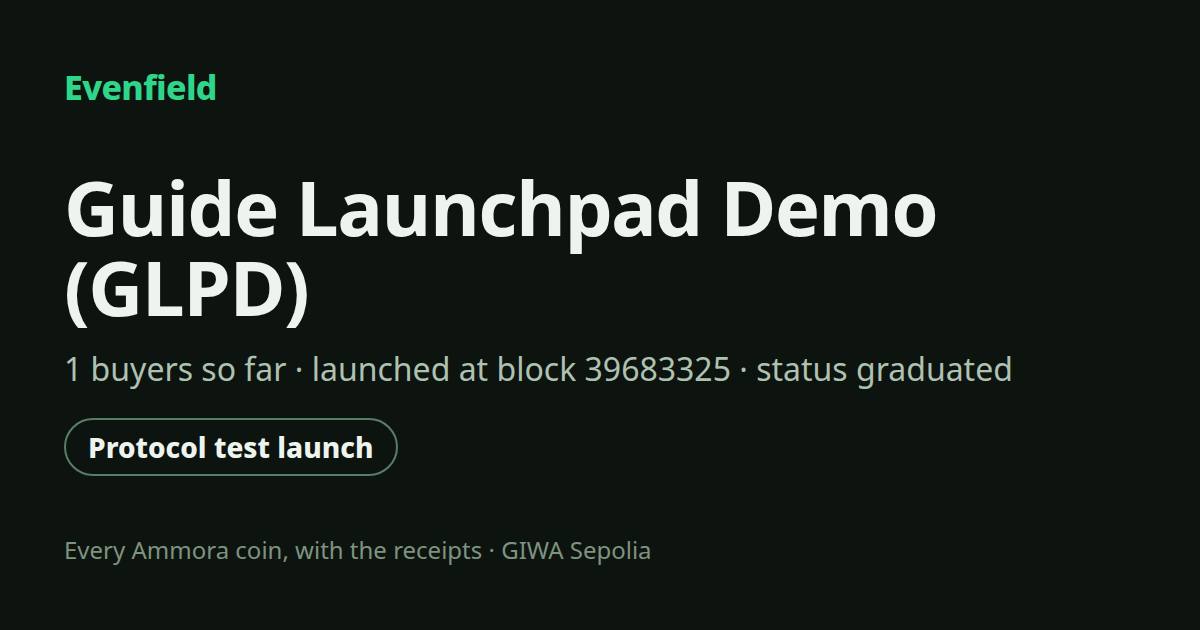 Evenfield
Guide Launchpad Demo
(GLPD)
1 buyers so far · launched at block 39683325 · status graduated
Protocol test launch
Every Ammora coin, with the receipts · GIWA Sepolia